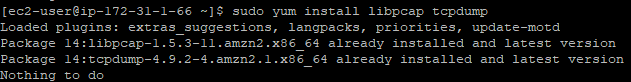 [ec2-user@ip-172-31-1-66 ~]$ sudo yum install libpcap tcpdump
Loaded plugins: extras_suggestions, langpacks, priorities, update-motd
Package 14:libpcap-1.5.3-11.amzn2.x86_64 already installed and latest version
Package 14:tcpdump-4.9.2-4.amzn2.1.x86_64 already installed and latest version
Nothing to do